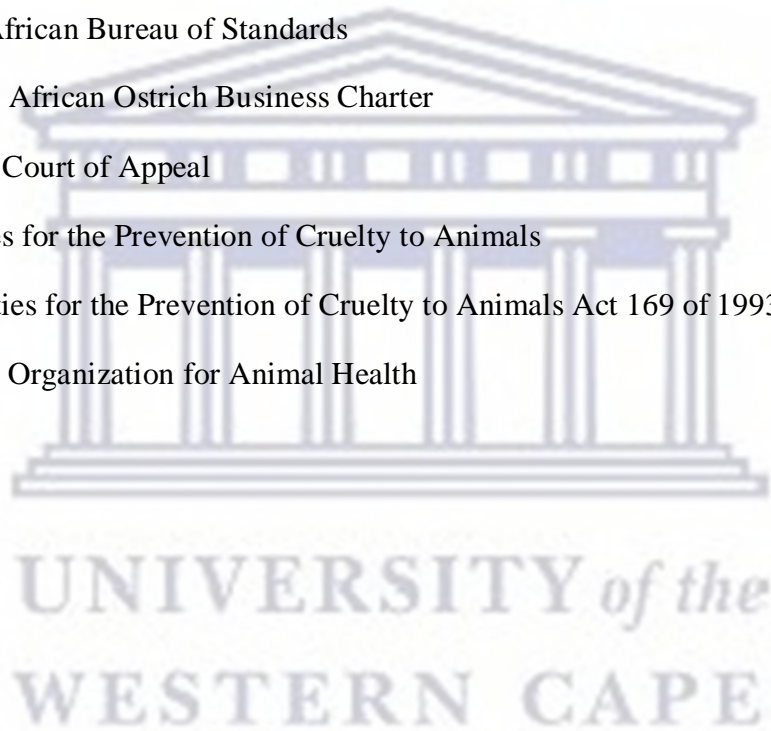 African Bureau of Standards
African Ostrich Business Charter
Court of Appeal
es for the Prevention of Cruelty to Animals
ties for the Prevention of Cruelty to Animals Act 169 of 1993
Organization for Animal Health
UNIVERSITY of the
WESTERN CAPE